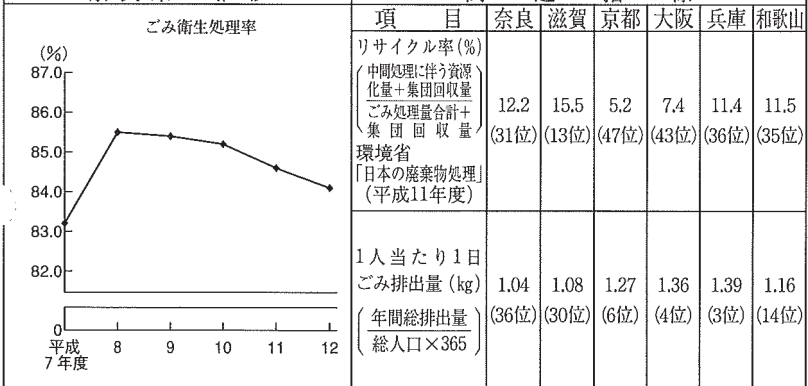 ごみ衛生処理率
(%)
87.0
86.0
85.0
84.0
83.0
82.0
0
平成
7年度
8
9
10
11
12
項 目 奈良 滋賀 京都 大阪 兵庫 和歌山
リサイクル率(%)
中間処理に伴う資源
化量+集団回収量
ごみ処理量合計+
集団回収量
12.2 15.5 5.2 7.4 11.4 11.5
(31位) (13位) (47位) (43位) (36位) (35位)
環境省
「日本の廃棄物処理」
(平成11年度)
1人当たり1日
ごみ排出量(kg) 1.04 1.08 1.27 1.36 1.39 1.16
(36位) (30位) (6位) (4位) (3位) (14位)
年間総排出量
総人口×365